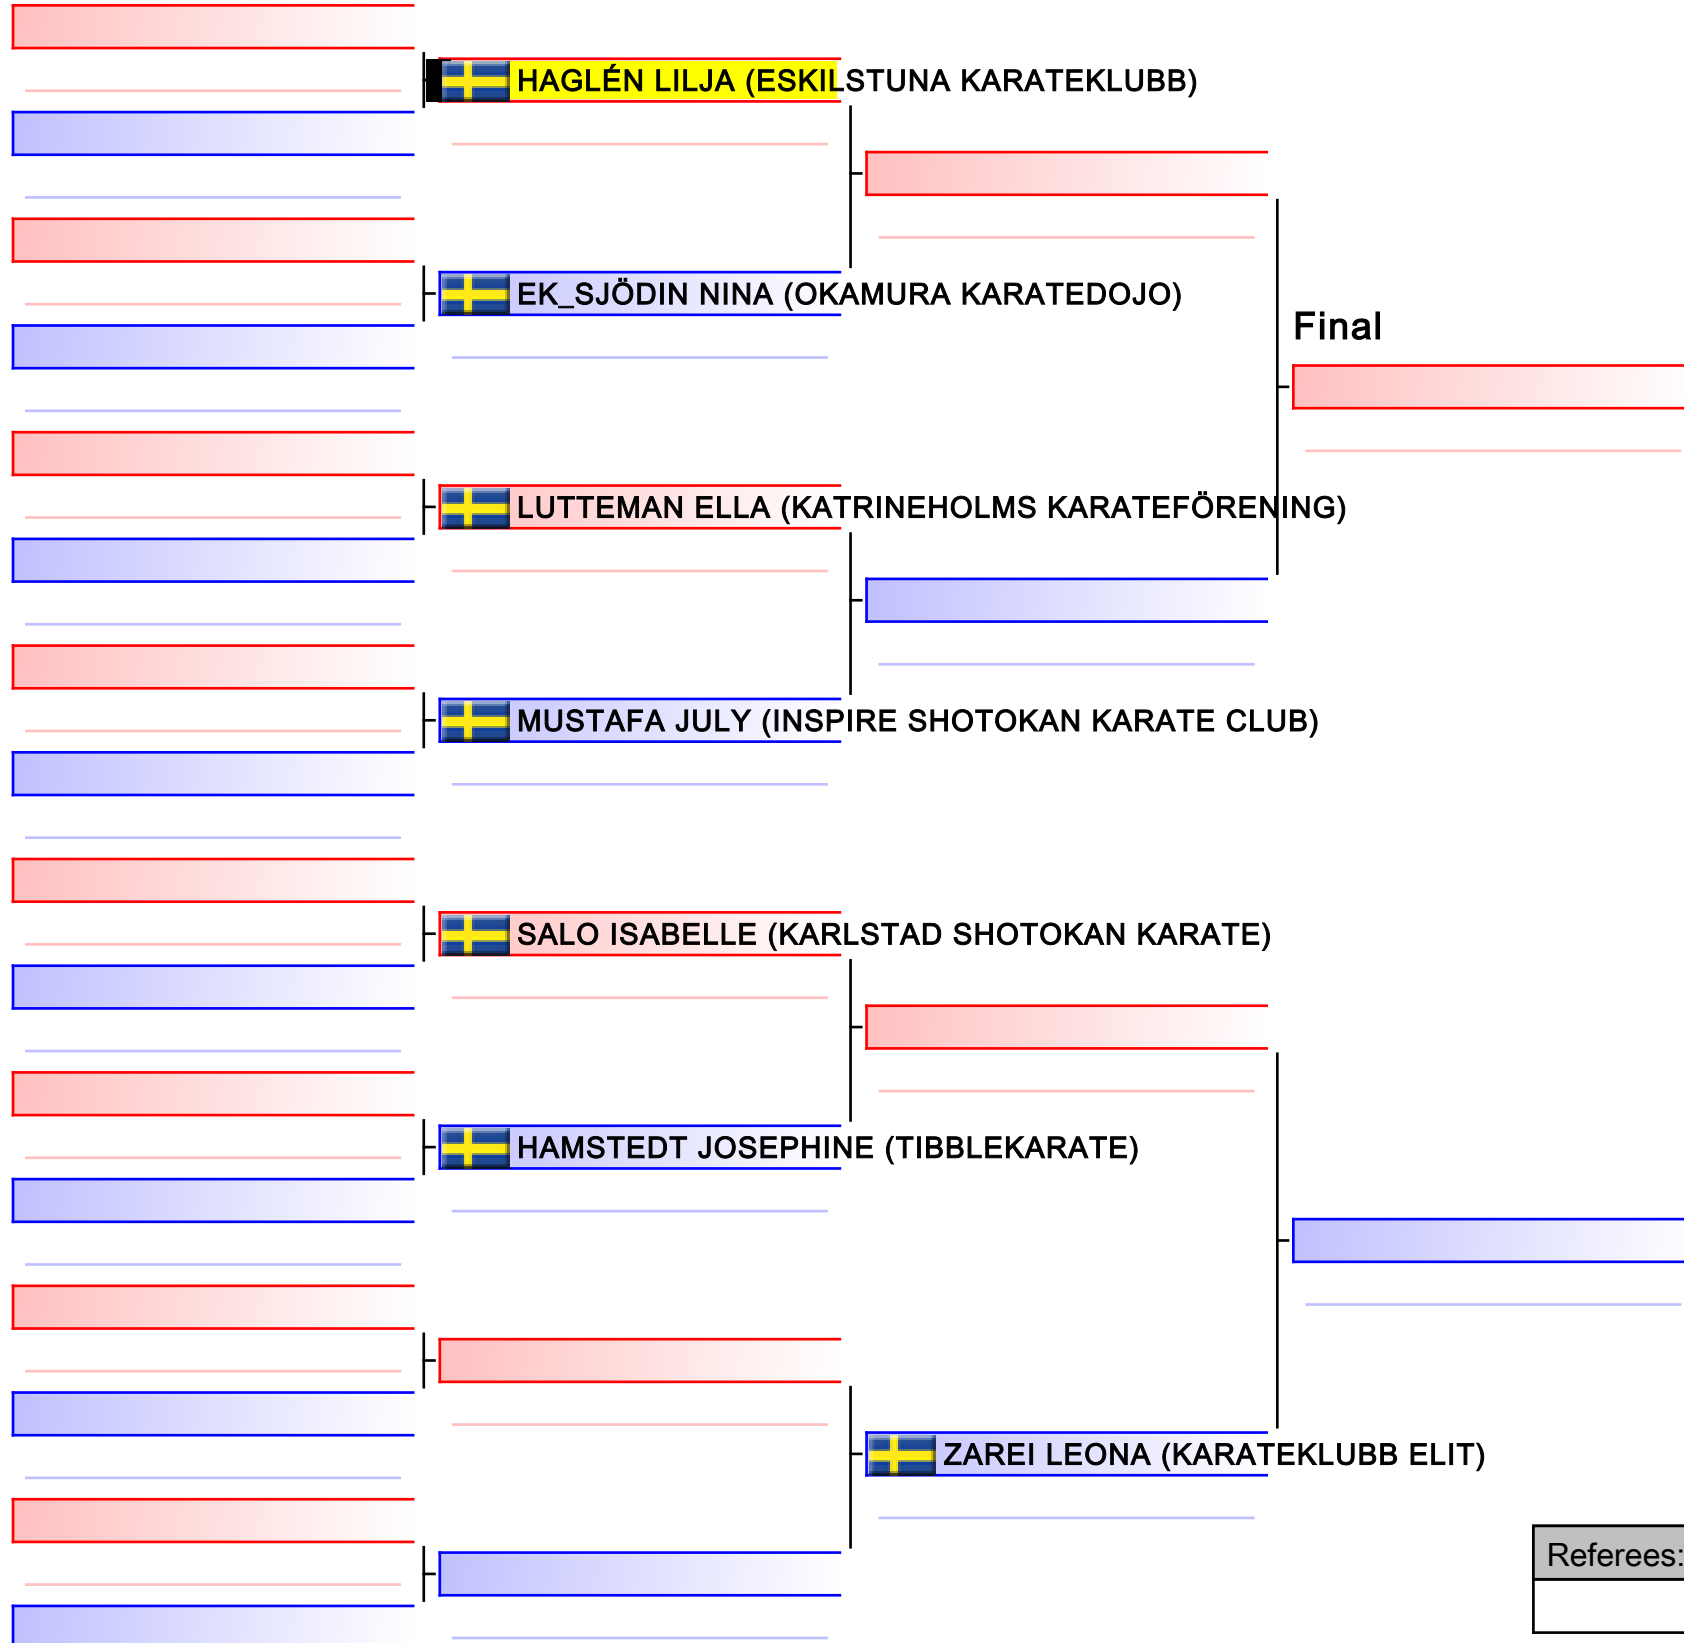 HAGLÉN LILJA (ESKILSTUNA KARATEKLUBB)
EK_SJÖDIN NINA (OKAMURA KARATEDOJO)
Final
LUTTEMAN ELLA (KATRINEHOLMS KARATEFÖRENING)
MUSTAFA JULY (INSPIRE SHOTOKAN KARATE CLUB)
SALO ISABELLE (KARLSTAD SHOTOKAN KARATE)
HAMSTEDT JOSEPHINE (TIBBLEKARATE)
ZAREI LEONA (KARATEKLUBB ELIT)
Referees: